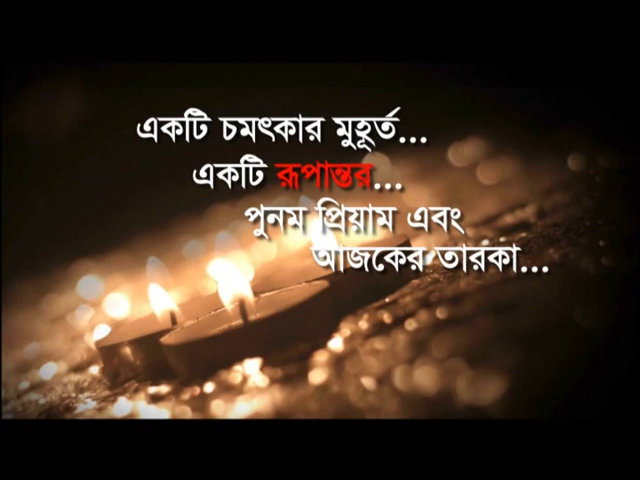 একটি চমৎকার মুহূর্ত...
একটি রূপান্তর...
পুনম প্রিয়াম এবং
আজকের তারকা...